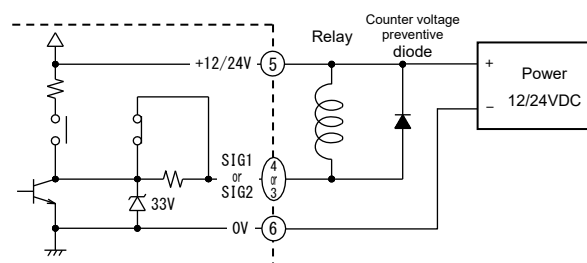 Counter voltage
preventive
diode
Relay
+12/24V
5
+
Power
12/24VDC
−
SIG1
or
SIG2
4
or
3
33V
0V
6